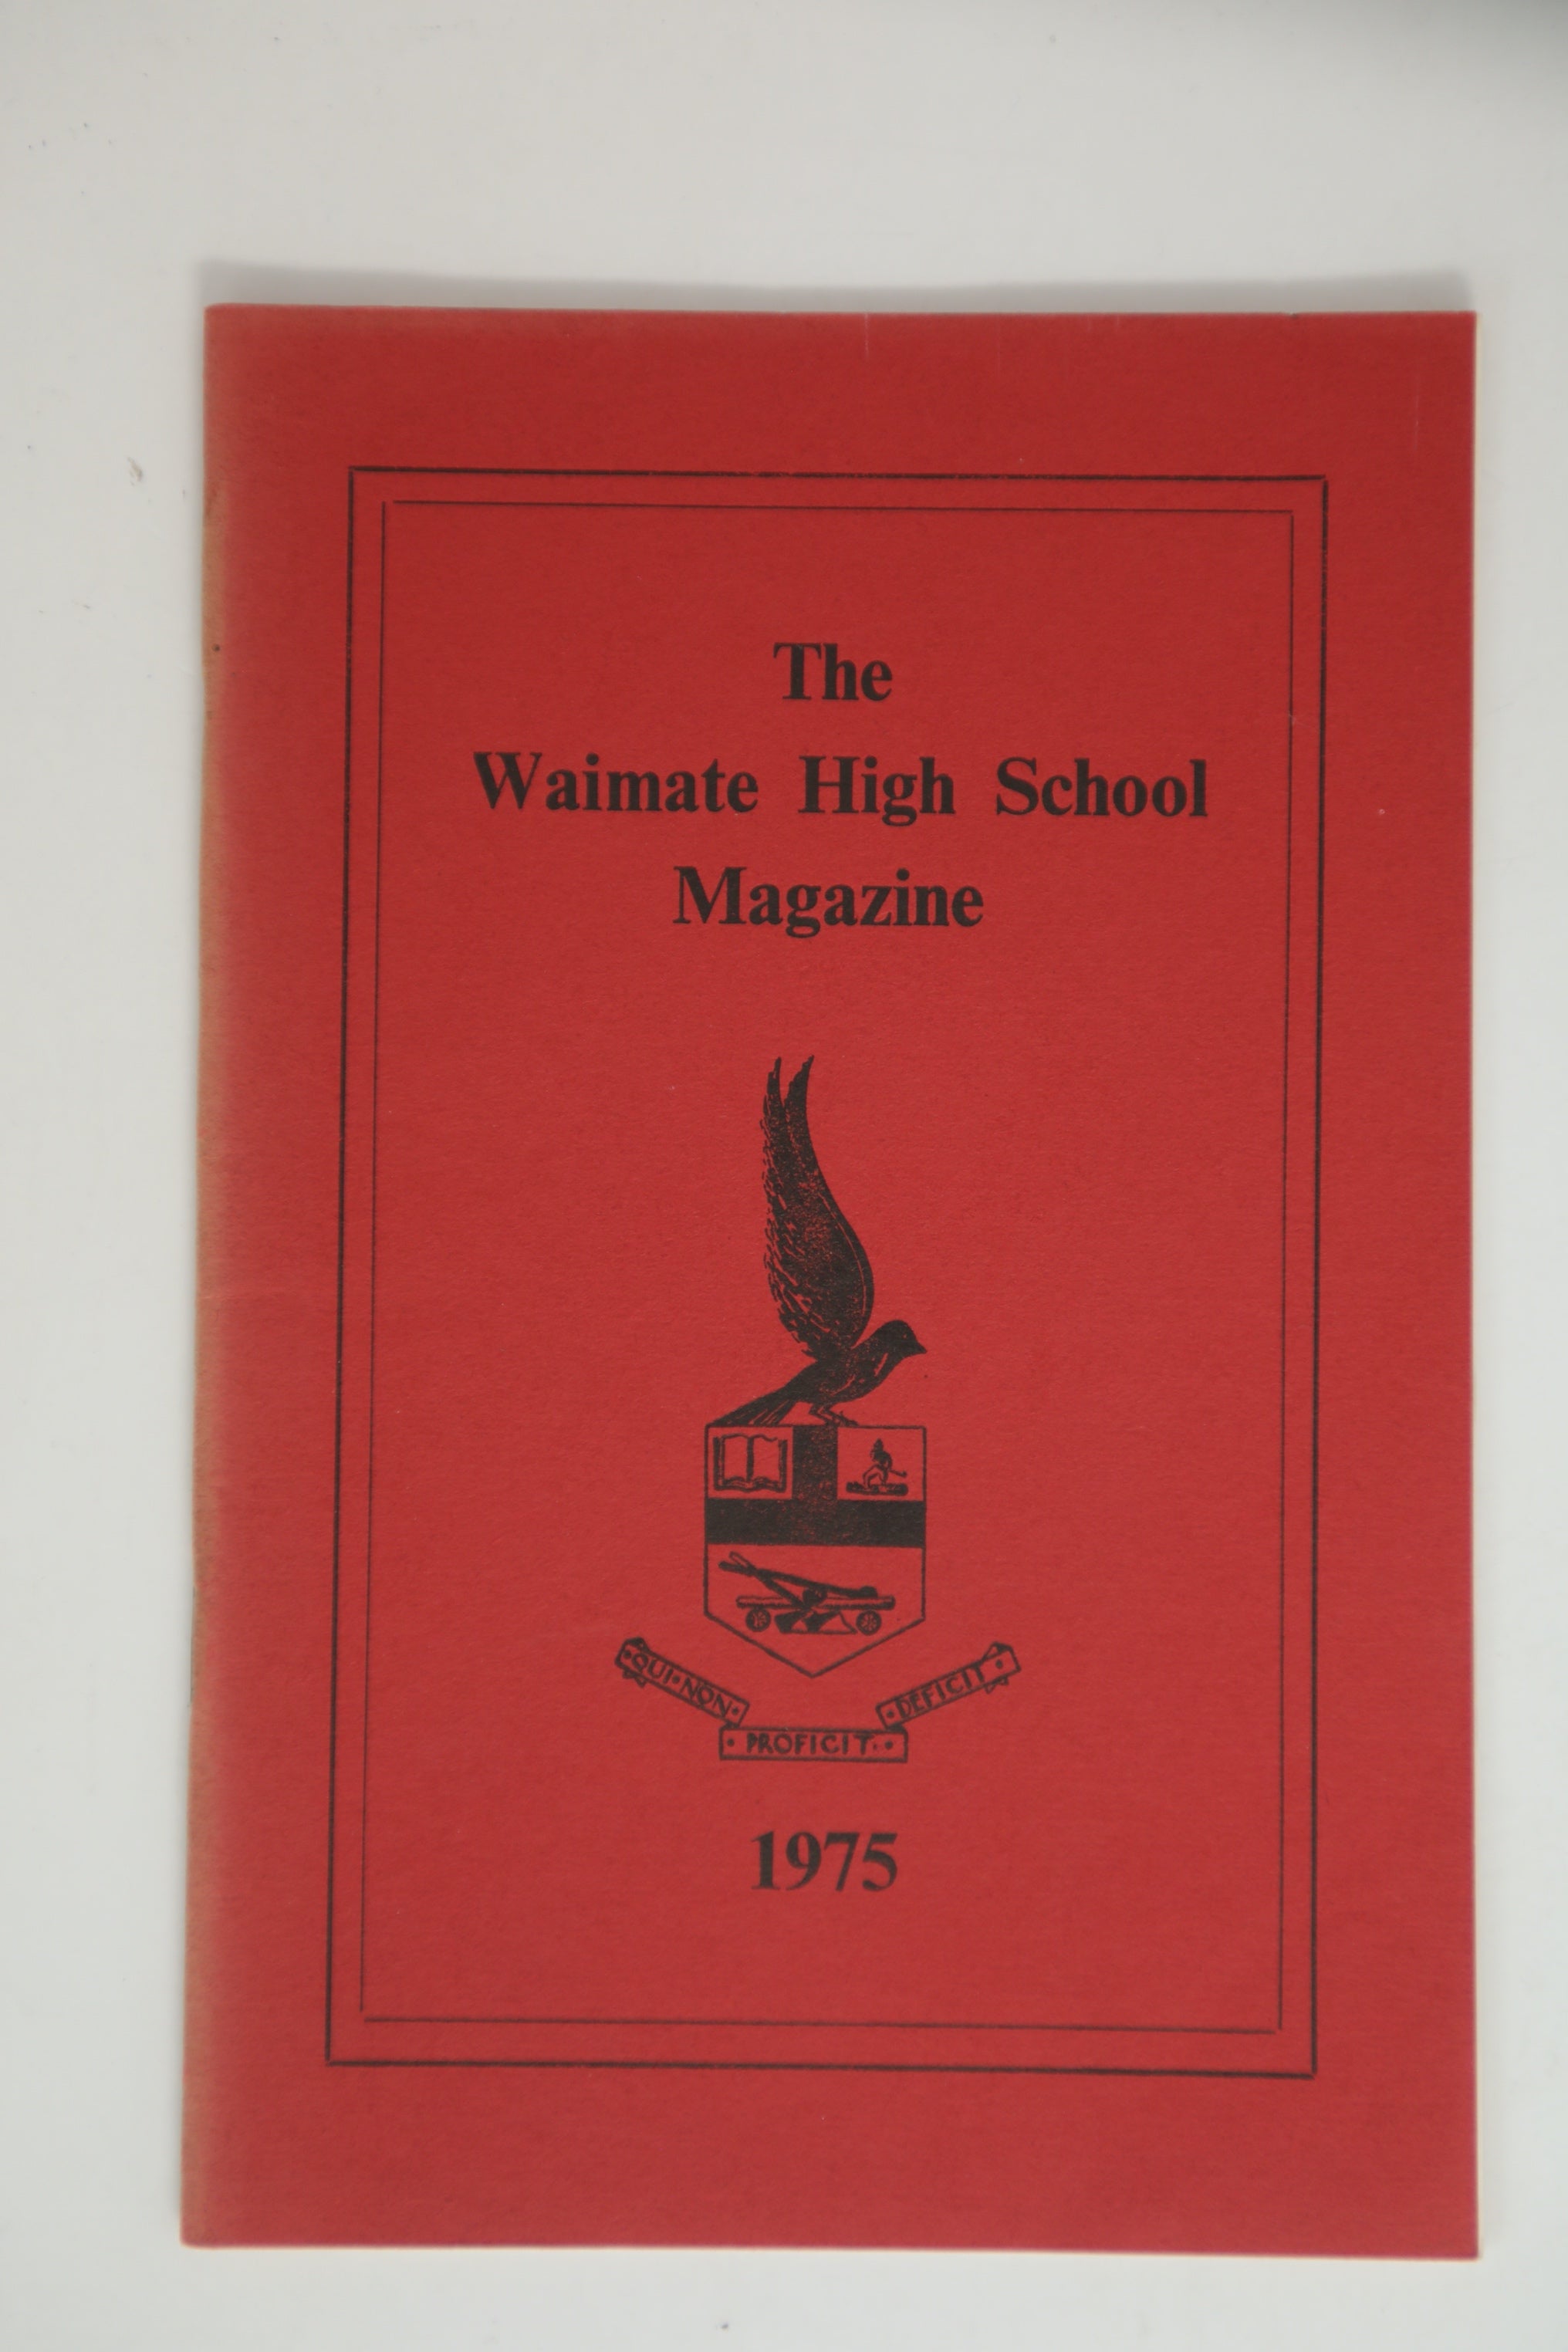 The
Waimate High School
Magazine
·QUI·NON·
·PROFICIT··
·DEFICIT·
1975